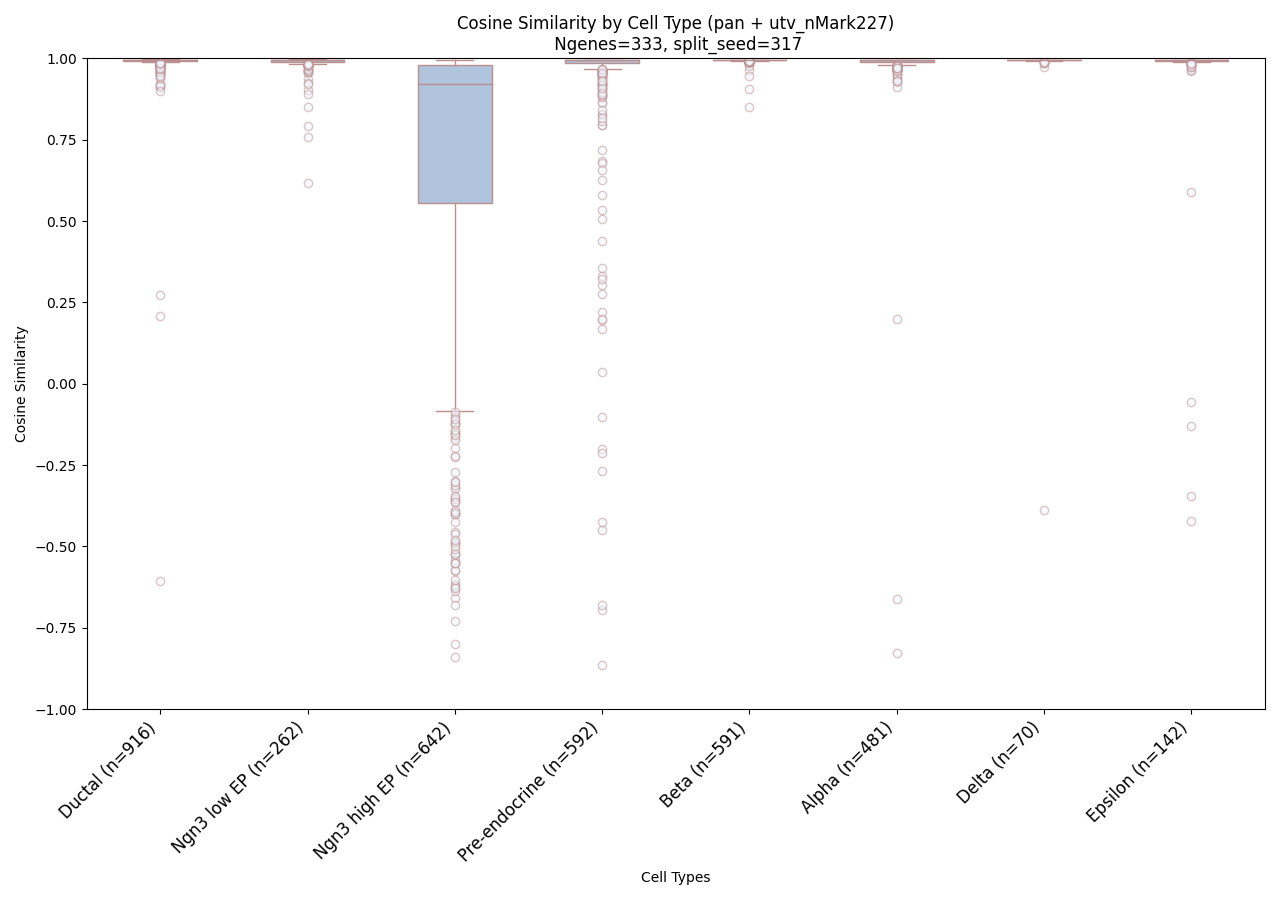 Cosine Similarity by Cell Type (pan + utv_nMark227)
Ngenes=333, split_seed=317
1.00
0.75
0.50
0.25
0.00
−0.25
−0.50
−0.75
−1.00
Cosine Similarity
Ductal (n=916)
Ngn3 low EP (n=262)
Ngn3 high EP (n=642)
Pre-endocrine (n=592)
Beta (n=591)
Alpha (n=481)
Delta (n=70)
Epsilon (n=142)
Cell Types